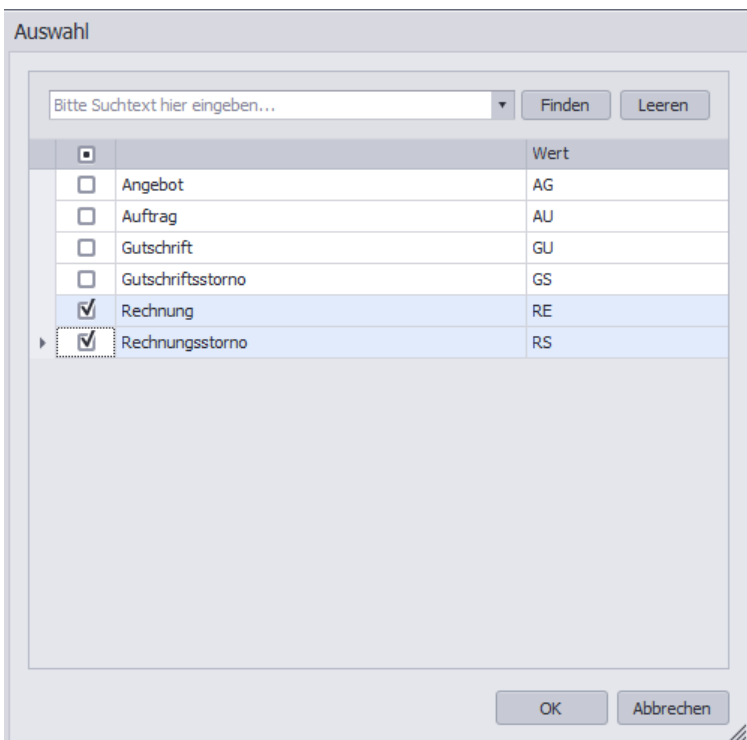 Auswahl
Bitte Suchtext hier eingeben... Finden Leeren
Wert
Angebot AG
Auftrag AU
Gutschrift GU
Gutschriftsstorno GS
Rechnung RE
Rechnungsstorno RS
OK Abbrechen